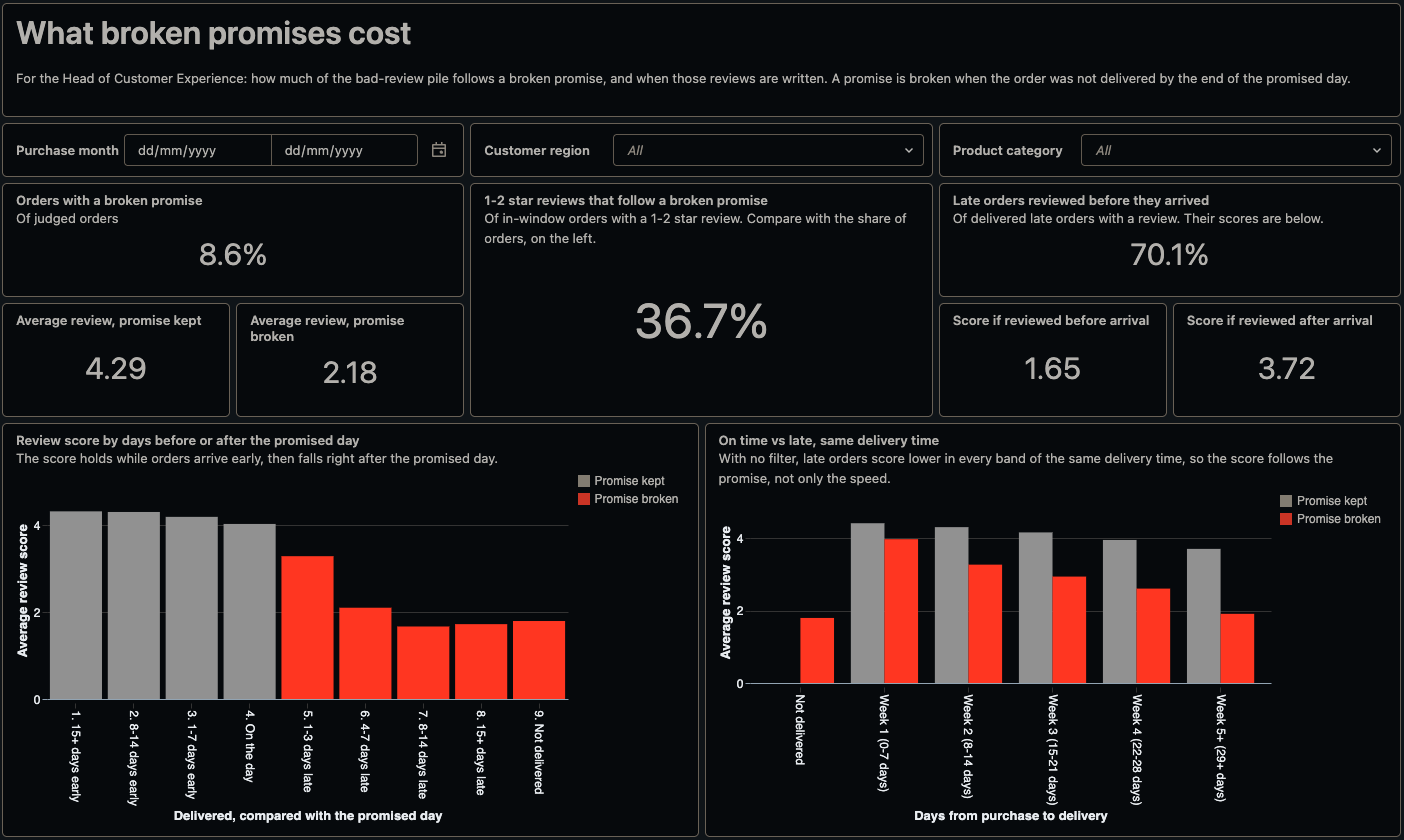 What broken promises cost
For the Head of Customer Experience: how much of the bad-review pile follows a broken promise, and when those reviews are written. A promise is broken when the order was not delivered by the end of the promised day.
Purchase month
dd/mm/yyyy
dd/mm/yyyy
Customer region
All
Product category
All
Orders with a broken promise
Of judged orders
8.6%
1-2 star reviews that follow a broken promise
Of in-window orders with a 1-2 star review. Compare with the share of
orders, on the left.
36.7%
Late orders reviewed before they arrived
Of delivered late orders with a review. Their scores are below.
70.1%
Average review, promise kept
4.29
Average review, promise
broken
2.18
Score if reviewed before arrival
1.65
Score if reviewed after arrival
3.72
Review score by days before or after the promised day
The score holds while orders arrive early, then falls right after the promised day.
Promise kept
Promise broken
Average review score
4
2
0
1. 15+ days early
2. 8-14 days early
3. 1-7 days early
4. On the day
5. 1-3 days late
6. 4-7 days late
7. 8-14 days late
8. 15+ days late
9. Not delivered
Delivered, compared with the promised day
On time vs late, same delivery time
With no filter, late orders score lower in every band of the same delivery time, so the score follows the
promise, not only the speed.
Promise kept
Promise broken
Average review score
4
2
0
Not delivered
Week 1 (0-7 days)
Week 2 (8-14 days)
Week 3 (15-21 days)
Week 4 (22-28 days)
Week 5+ (29+ days)
Days from purchase to delivery